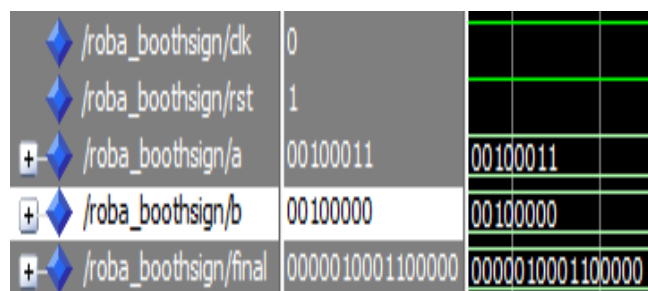 /roba_boothsign/clk 0
/roba_boothsign/rst 1
/roba_boothsign/a 00100011 00100011
/roba_boothsign/b 00100000 00100000
/roba_boothsign/final 0000010001100000 0000010001100000